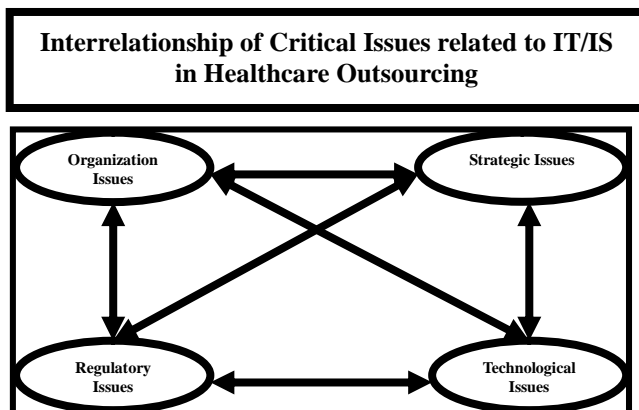 Interrelationship of Critical Issues related to IT/IS
in Healthcare Outsourcing
Organization
Issues
Strategic Issues
Regulatory
Issues
Technological
Issues